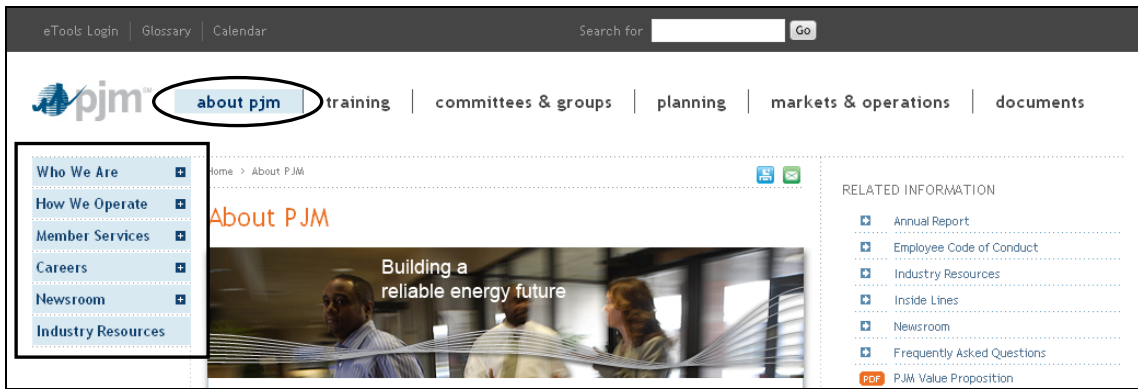 eTools Login Glossary Calendar Search for Go
pjm™ about pjm training committees & groups planning markets & operations documents
Who We Are
How We Operate
Member Services
Careers
Newsroom
Industry Resources
Home > About PJM
About PJM
Building a
reliable energy future
RELATED INFORMATION
Annual Report
Employee Code of Conduct
Industry Resources
Inside Lines
Newsroom
Frequently Asked Questions
PDF PJM Value Proposition